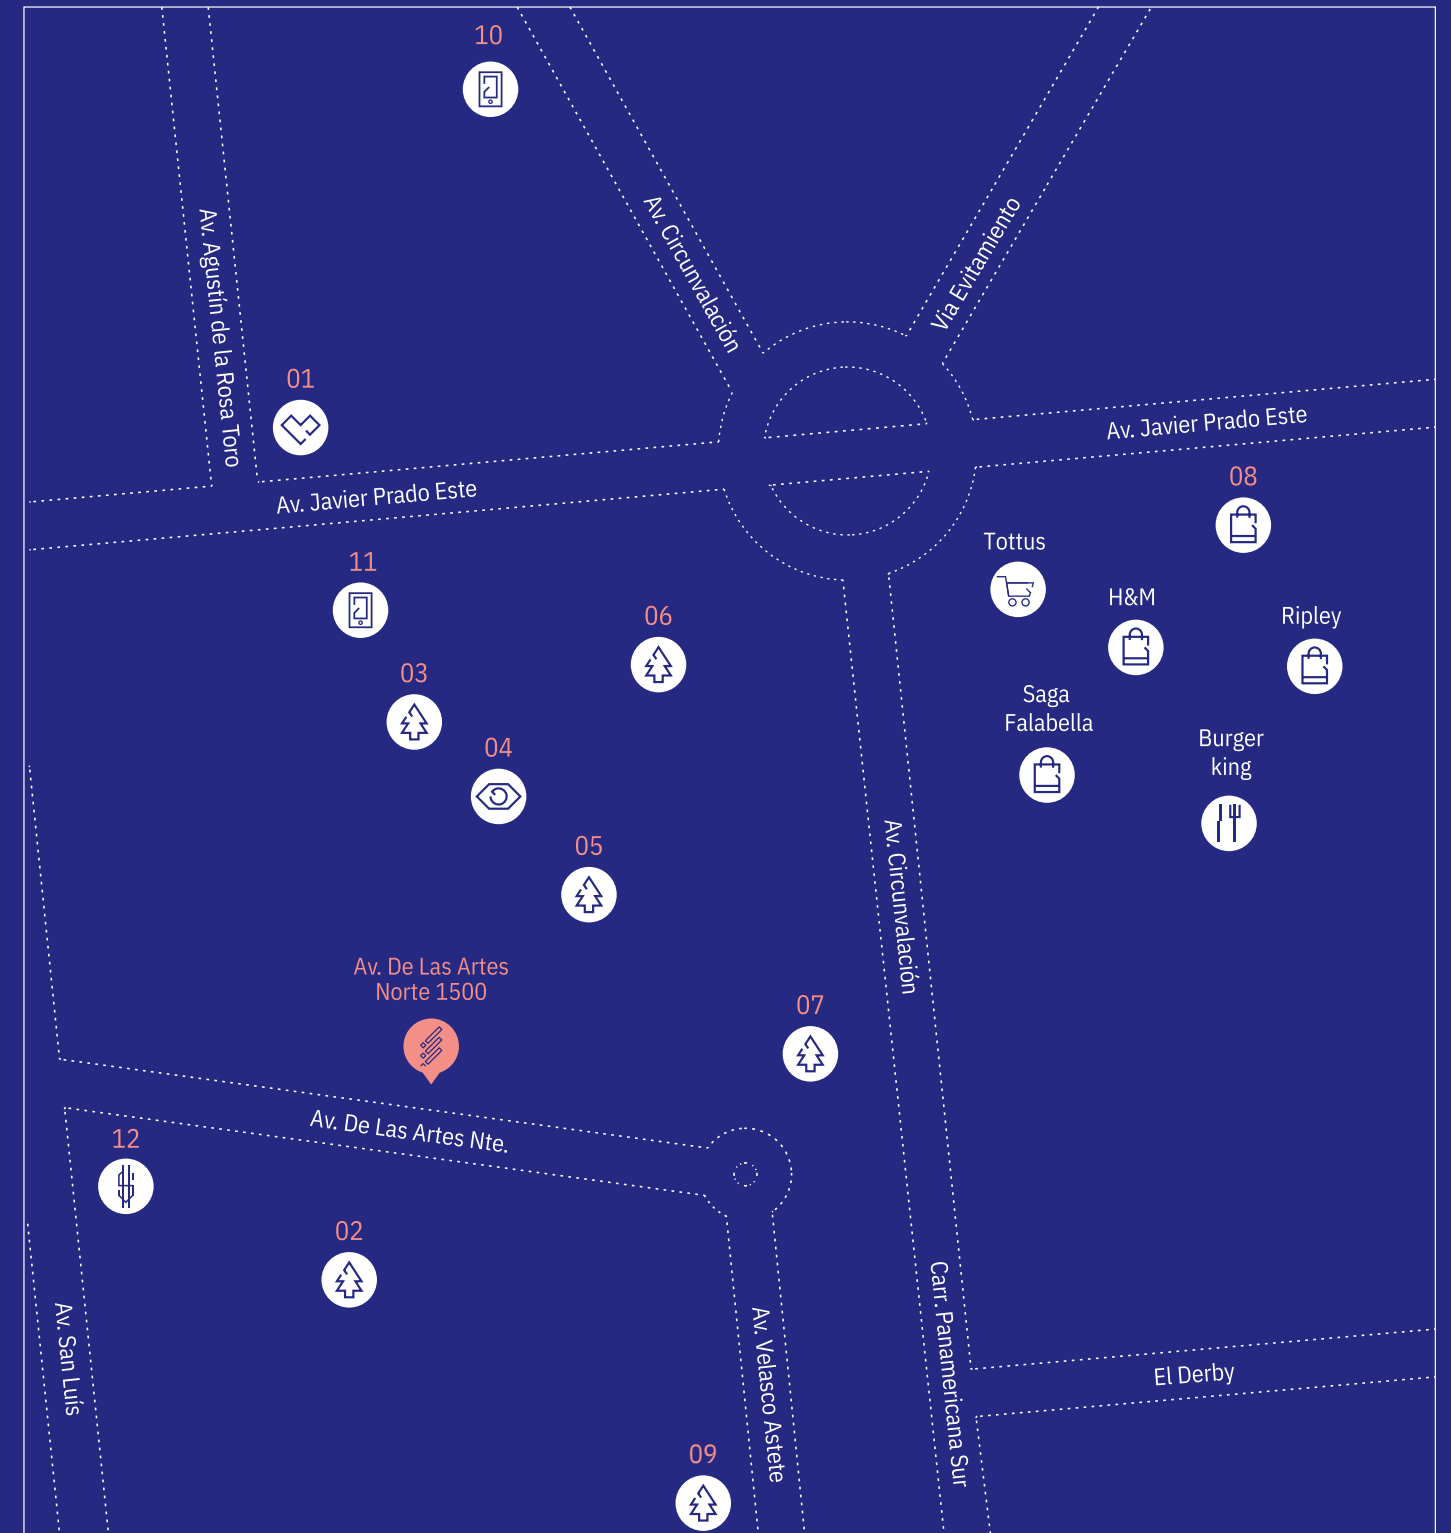 10
Av. Agustín de la Rosa Toro
Av. Circunvalación
Via Evitamiento
01
Av. Javier Prado Este
Av. Javier Prado Este
08
11
Tottus
H&M
06
Ripley
03
Saga
Falabella
04
Burger
king
05
Av. Circunvalación
Av. De Las Artes
Norte 1500
07
Av. De Las Artes Nte.
12
02
Av. San Luís
Av. Velasco Astete
Carr. Panamericana Sur
El Derby
09